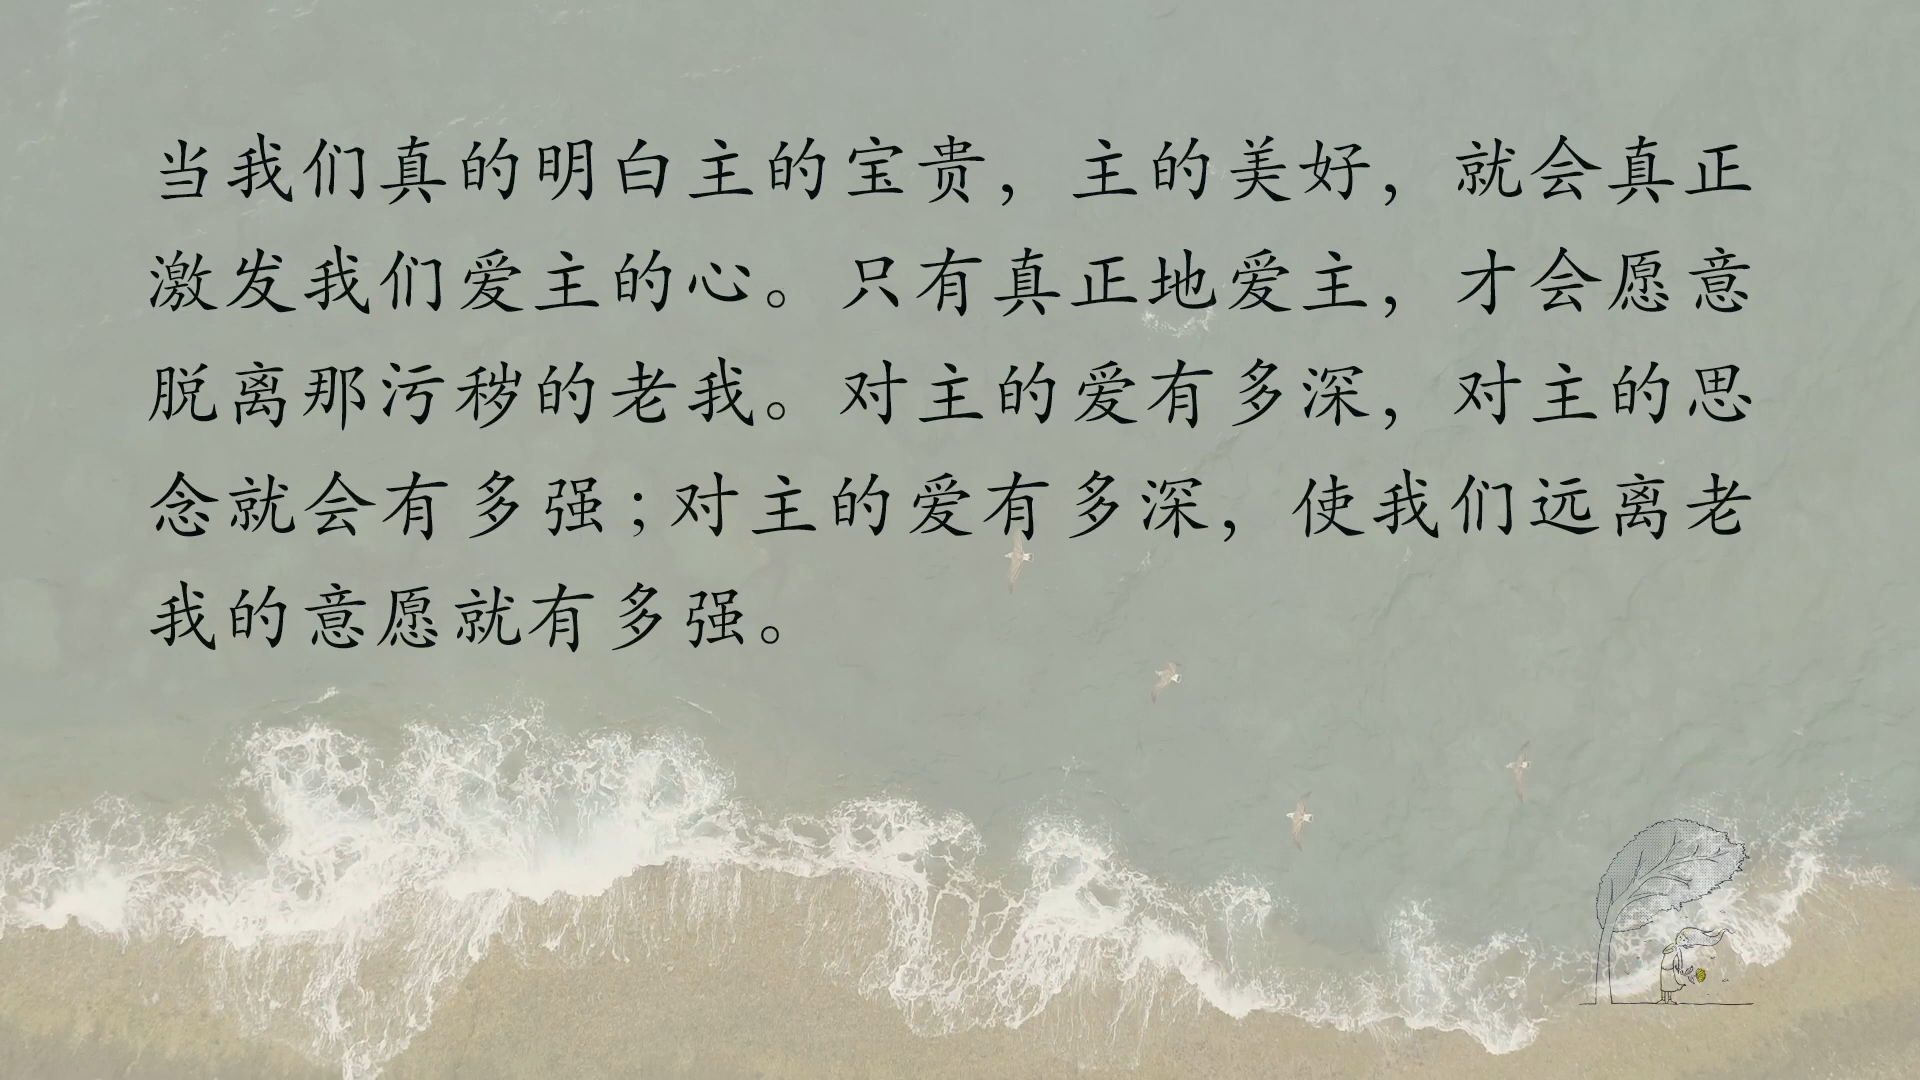 当我们真的明白主的宝贵，主的美好，就会真正
激发我们爱主的心。只有真正地爱主，才会愿意
脱离那污秽的老我。对主的爱有多深，对主的思
念就会有多强；对主的爱有多深，使我们远离老
我的意愿就有多强。